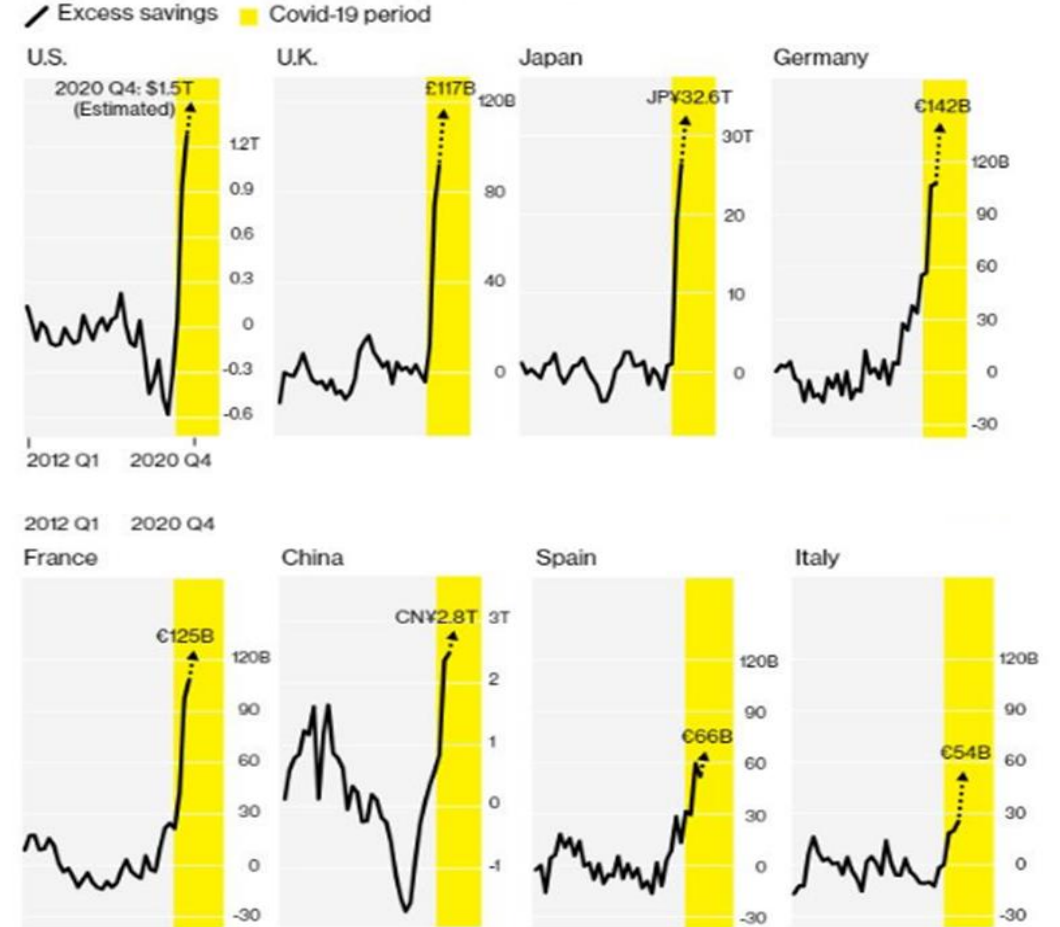 Excess savings Covid-19 period
U.S. U.K. Japan Germany
2020 Q4: $1.5T
(Estimated)
1.2T
0.9
0.6
0.3
0
-0.3
-0.6
2012 Q1 2020 Q4
£117B
120B
80
40
0
JP¥32.6T
30T
20
10
0
€142B
120B
90
60
30
0
-30
2012 Q1 2020 Q4
France China Spain Italy
€125B
120B
90
60
30
0
-30
CN¥2.8T
3T
2
1
0
-1
€66B
120B
90
60
30
0
-30
€54B
120B
90
60
30
0
-30